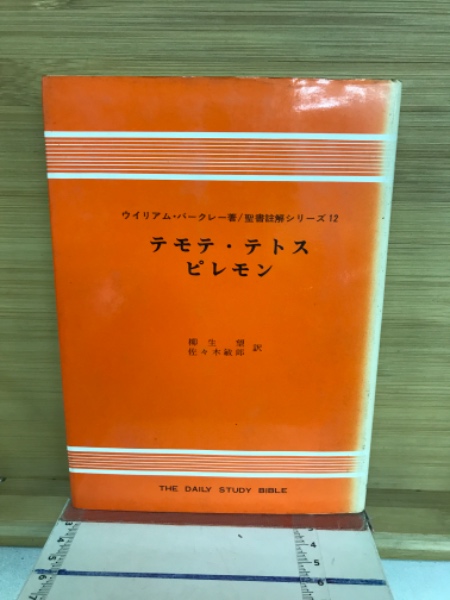 ウイリアム・バークレー著/聖書註解シリーズ12
テモテ・テトス
ピレモン
柳生 望
佐々木敏郎 訳
THE DAILY STUDY BIBLE